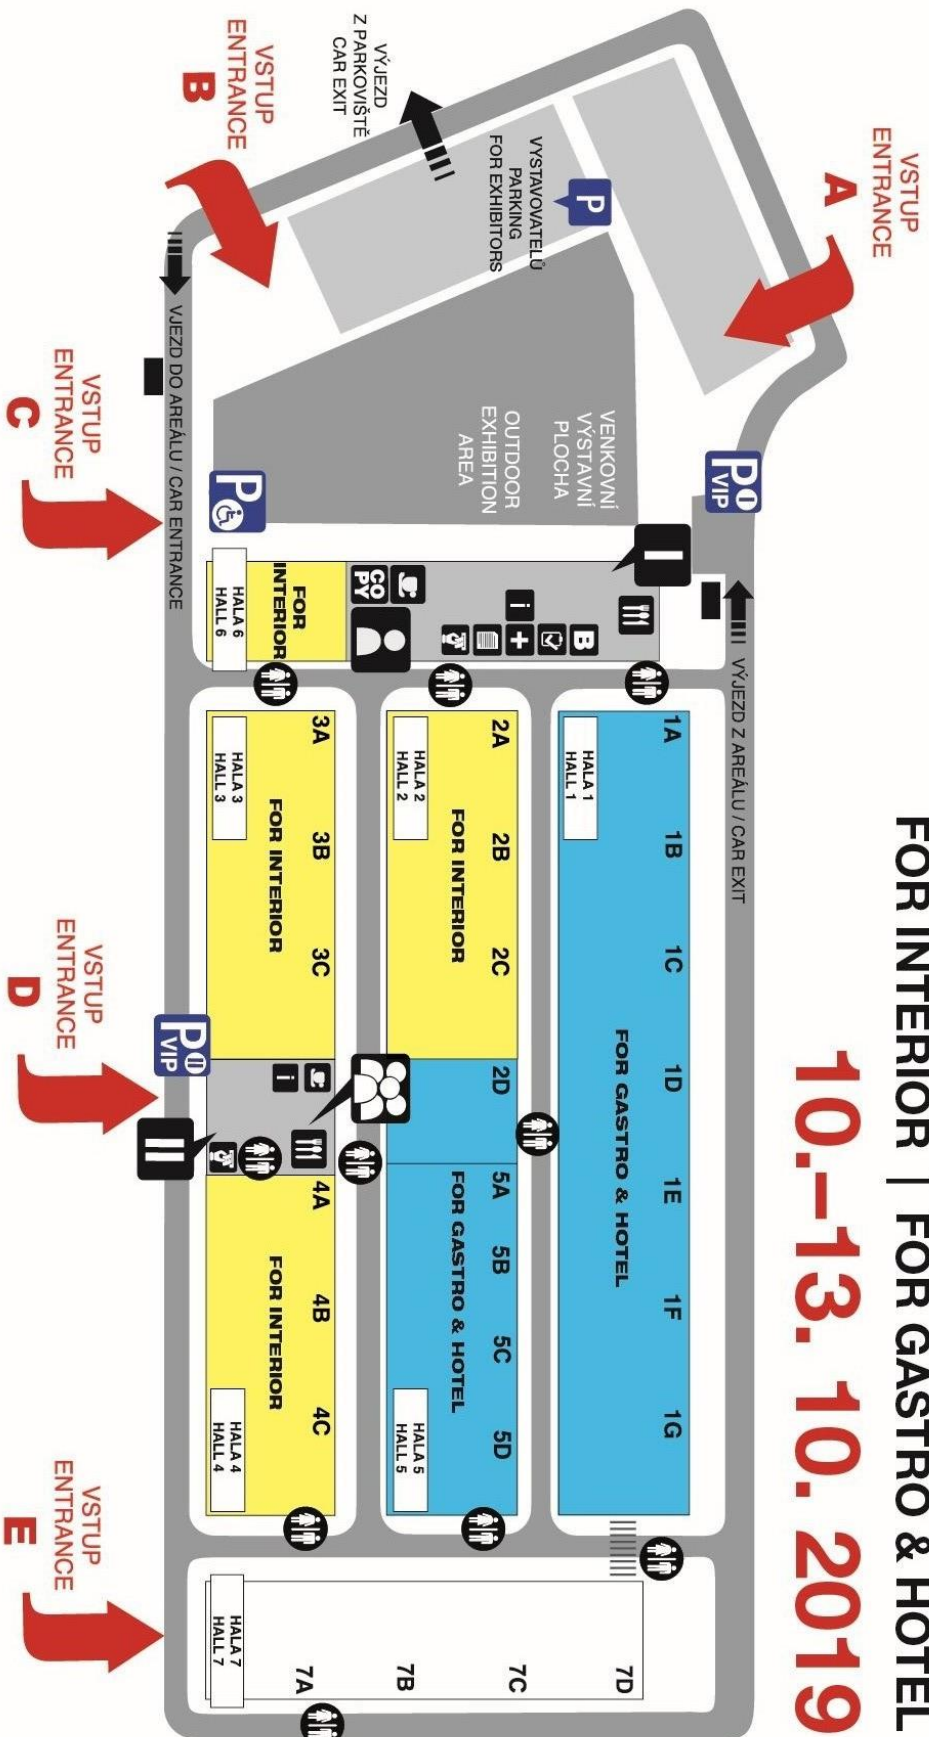 FOR INTERIOR | FOR GASTRO & HOTEL
10.–13. 10. 2019
VSTUP
ENTRANCE
A
VSTUP
ENTRANCE
B
VÝJEZD
Z PARKOVIŠTĚ
CAR EXIT
P
VYSTAVOVATELŮ
PARKING
FOR EXHIBITORS
VENKOVNÍ
VÝSTAVNÍ
PLOCHA
OUTDOOR
EXHIBITION
AREA
P I
VIP
VÝJEZD Z AREÁLU / CAR EXIT
VJEZD DO AREÁLU / CAR ENTRANCE
VSTUP
ENTRANCE
C
P
I
B
i
COPY
FOR
INTERIOR
HALA 6
HALL 6
1A 1B 1C 1D 1E 1F 1G
FOR GASTRO & HOTEL
HALA 1
HALL 1
2A 2B 2C 2D
FOR INTERIOR
HALA 2
HALL 2
5A 5B 5C 5D
FOR GASTRO & HOTEL
HALA 5
HALL 5
3A 3B 3C
FOR INTERIOR
HALA 3
HALL 3
i
II
P II
VIP
4A 4B 4C
FOR INTERIOR
HALA 4
HALL 4
7D
7C
7B
7A
HALA 7
HALL 7
VSTUP
ENTRANCE
D
VSTUP
ENTRANCE
E